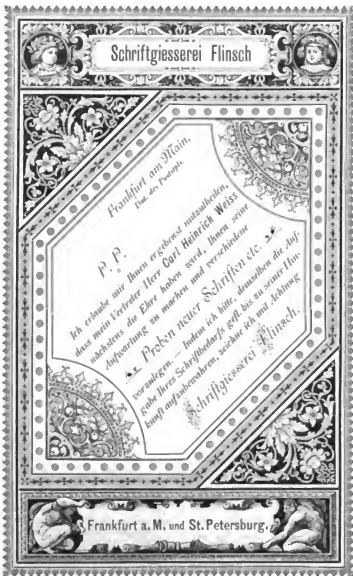 Schriftgiesserei Flinsch
Frankfurt am Main,
Dat. des Poststpls.
P. P.
Ich erlaube mir Ihnen ergebenst mitzutheilen,
dass mein Vertreter Herr Carl Heinrich Weiss
nächstens die Ehre haben wird, Ihnen seine
Aufwartung zu machen und verschiedene
Proben neuer Schriften etc.
vorzulegen. — Indem ich bitte, demselben die Auf-
gabe Ihres Schriftbedarfs gefl. bis zu seiner Hin-
kunft aufzubewahren, zeichne ich mit Achtung
Schriftgiesserei Flinsch.
Frankfurt a. M. und St. Petersburg.